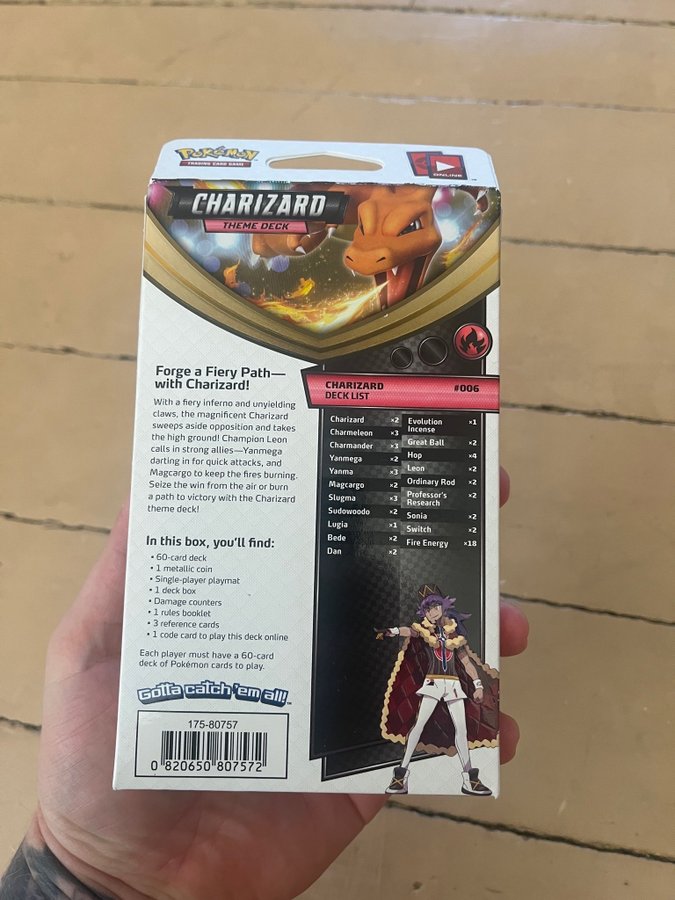 POKéMON
TRADING CARD GAME
ONLINE
CHARIZARD
THEME DECK
Forge a Fiery Path—
with Charizard!
With a fiery inferno and unyielding
claws, the magnificent Charizard
sweeps aside opposition and takes
the high ground! Champion Leon
calls in strong allies—Yanmega
darting in for quick attacks, and
Magcargo to keep the fires burning.
Seize the win from the air or burn
a path to victory with the Charizard
theme deck!
In this box, you'll find:
• 60-card deck
• 1 metallic coin
• Single-player playmat
• 1 deck box
• Damage counters
• 1 rules booklet
• 3 reference cards
• 1 code card to play this deck online
Each player must have a 60-card
deck of Pokémon cards to play.
Gotta catch 'em all!™
175-80757
0 820650 807572
CHARIZARD #006
DECK LIST
Charizard ×2
Charmeleon ×3
Charmander ×3
Yanmega ×2
Yanma ×3
Magcargo ×2
Slugma ×3
Sudowoodo ×2
Lugia ×1
Bede ×2
Dan ×2
Evolution ×1
Incense
Great Ball ×2
Hop ×4
Leon ×2
Ordinary Rod ×2
Professor's ×2
Research
Sonia ×2
Switch ×2
Fire Energy ×18